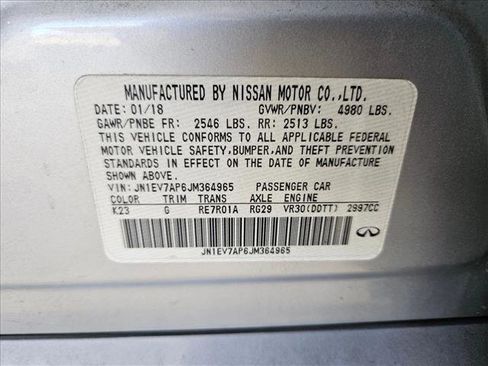 MANUFACTURED BY NISSAN MOTOR CO.,LTD.
DATE: 01/18 GVWR/PNBV: 4980 LBS.
GAWR/PNBE FR: 2546 LBS. RR: 2513 LBS.
THIS VEHICLE CONFORMS TO ALL APPLICABLE FEDERAL
MOTOR VEHICLE SAFETY,BUMPER,AND THEFT PREVENTION
STANDARDS IN EFFECT ON THE DATE OF MANUFACTURE
SHOWN ABOVE.
VIN: JN1EV7AP6JM364965 PASSENGER CAR
COLOR TRIM TRANS AXLE ENGINE
K23 G RE7R01A RG29 VR30(DDTT) 2997CC
JN1EV7AP6JM364965